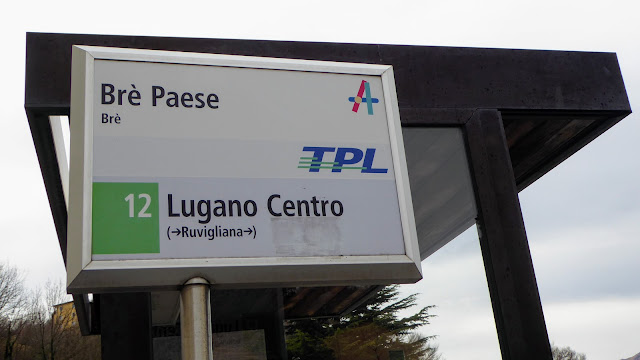 Brè Paese
Brè
TPL
12 Lugano Centro
(→Ruvigliana→)